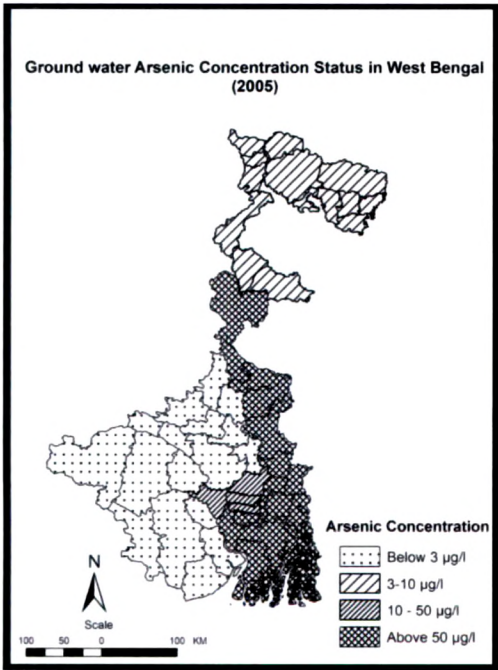 Ground water Arsenic Concentration Status in West Bengal
(2005)
Arsenic Concentration
Below 3 µg/l
3-10 µg/l
10 - 50 µg/l
Above 50 µg/l
N
Scale
100 50 0 100 KM